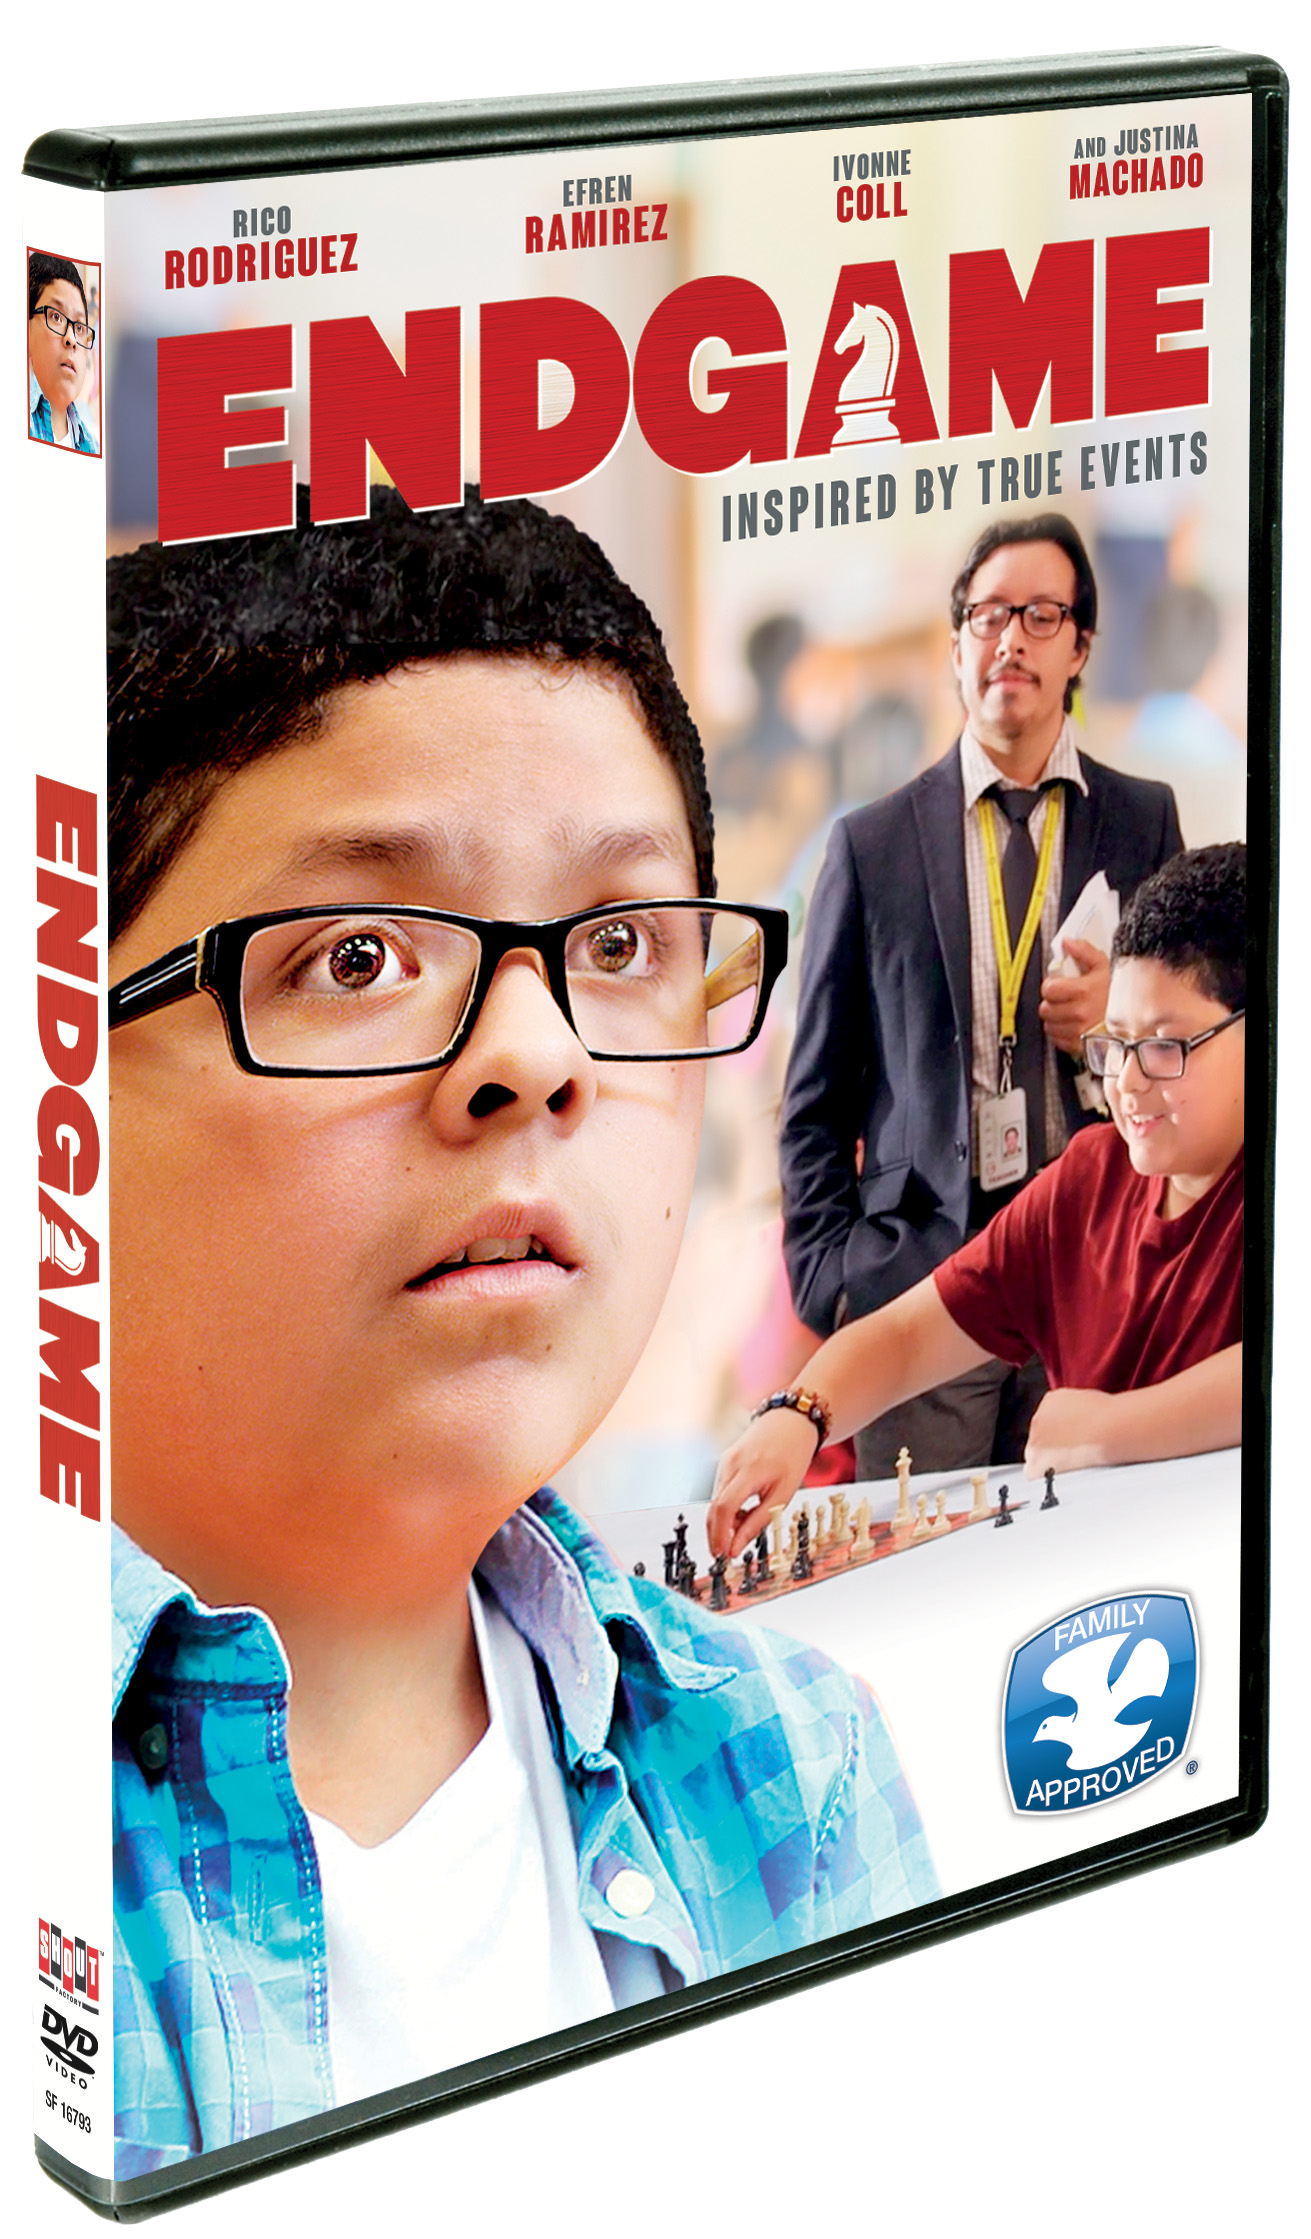 RICO
RODRIGUEZ
EFREN
RAMIREZ
IVONNE
COLL
AND JUSTINA
MACHADO
ENDGAME
INSPIRED BY TRUE EVENTS
FAMILY
APPROVED
®
ENDGAME
SHOUT™
FACTORY
DVD
VIDEO
SF 16793